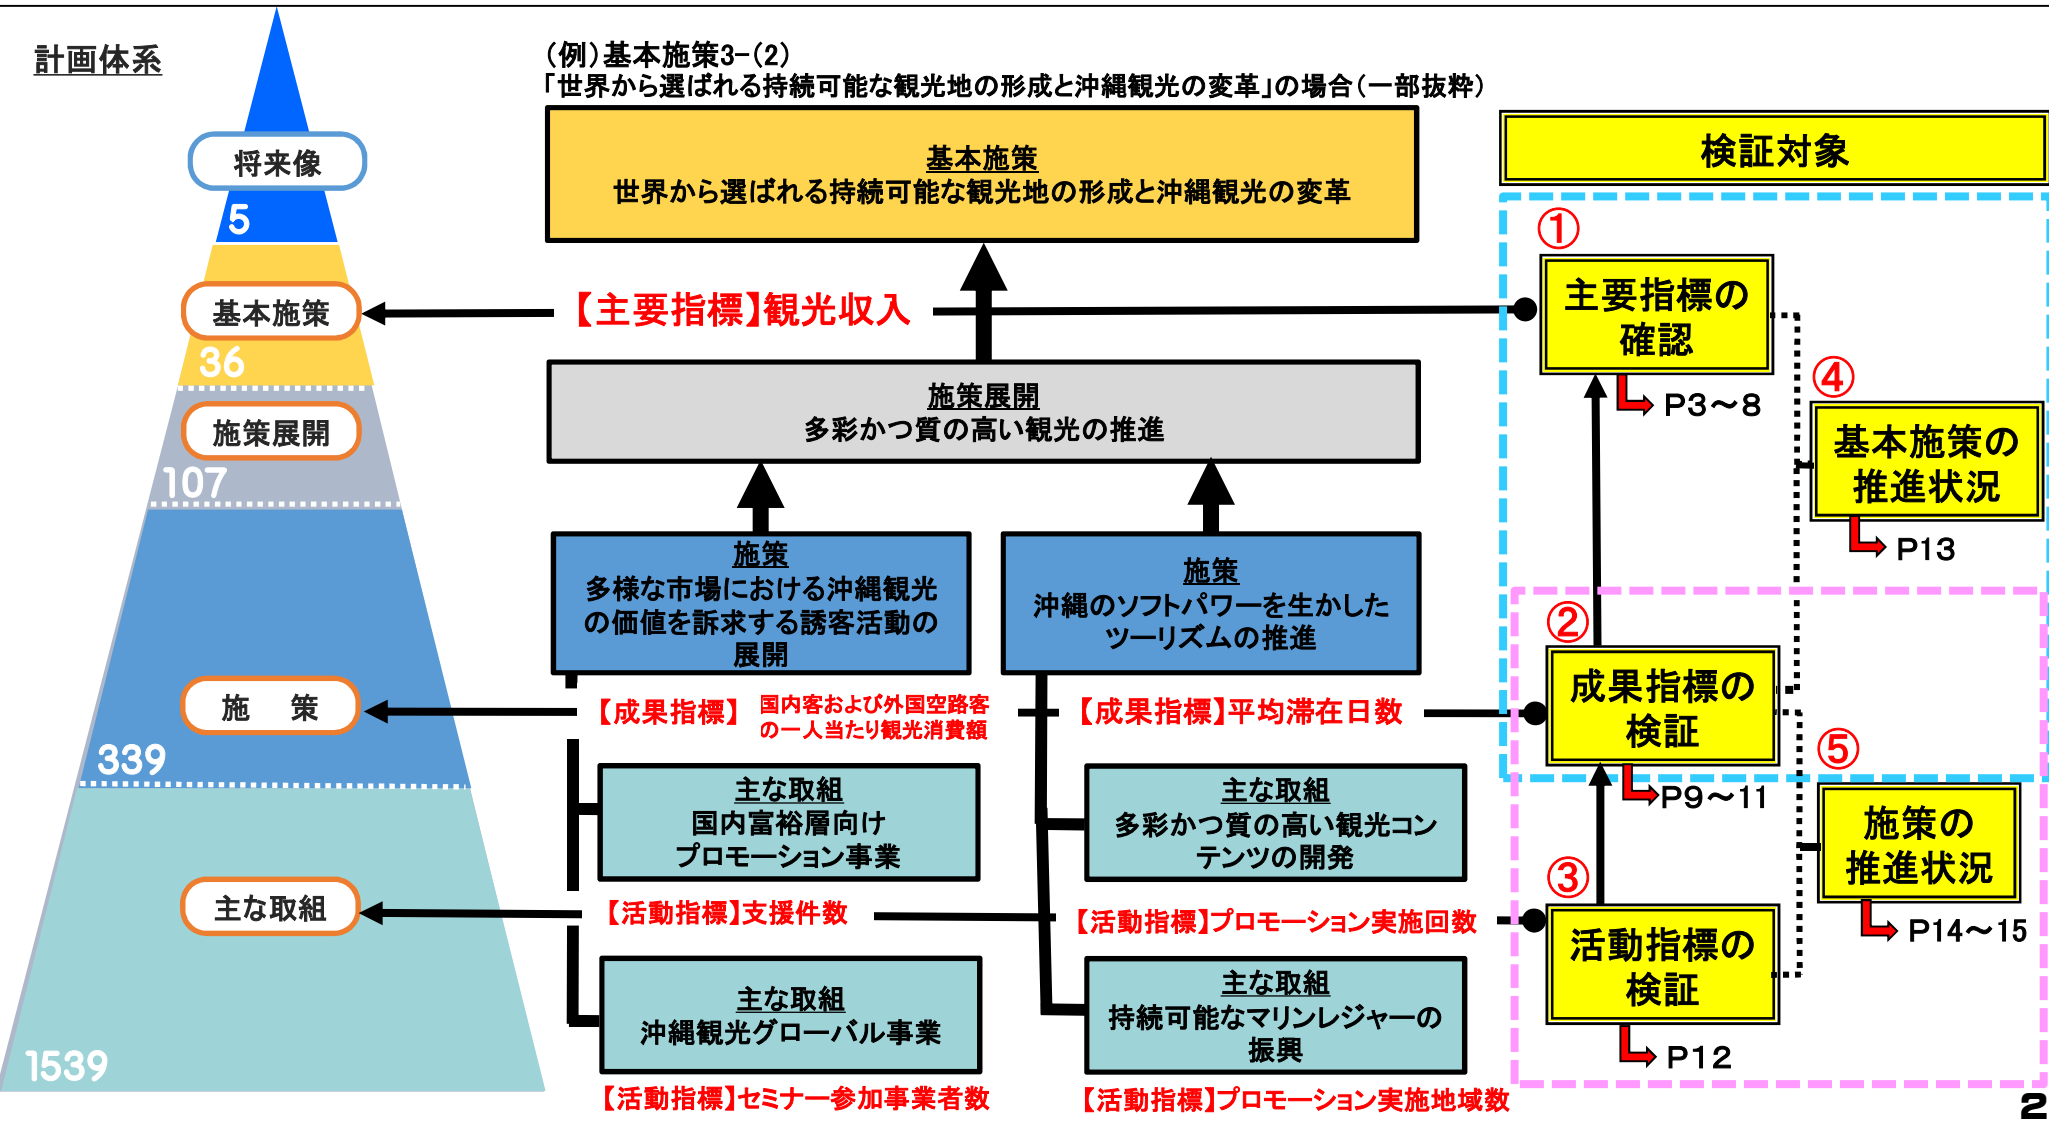 計画体系
将来像
5
基本施策
36
施策展開
107
施　策
339
主な取組
1539
(例)基本施策3-(2)
「世界から選ばれる持続可能な観光地の形成と沖縄観光の変革」の場合(一部抜粋)
基本施策
世界から選ばれる持続可能な観光地の形成と沖縄観光の変革
【主要指標】観光収入
施策展開
多彩かつ質の高い観光の推進
施策
多様な市場における沖縄観光
の価値を訴求する誘客活動の
展開
施策
沖縄のソフトパワーを生かした
ツーリズムの推進
【成果指標】
国内客および外国空路客
の一人当たり観光消費額
【成果指標】平均滞在日数
主な取組
国内富裕層向け
プロモーション事業
主な取組
多彩かつ質の高い観光コン
テンツの開発
【活動指標】支援件数
【活動指標】プロモーション実施回数
主な取組
沖縄観光グローバル事業
主な取組
持続可能なマリンレジャーの
振興
【活動指標】セミナー参加事業者数
【活動指標】プロモーション実施地域数
検証対象
①
主要指標の
確認
P3～8
④
基本施策の
推進状況
P13
②
成果指標の
検証
P9～11
⑤
施策の
推進状況
P14～15
③
活動指標の
検証
P12
2